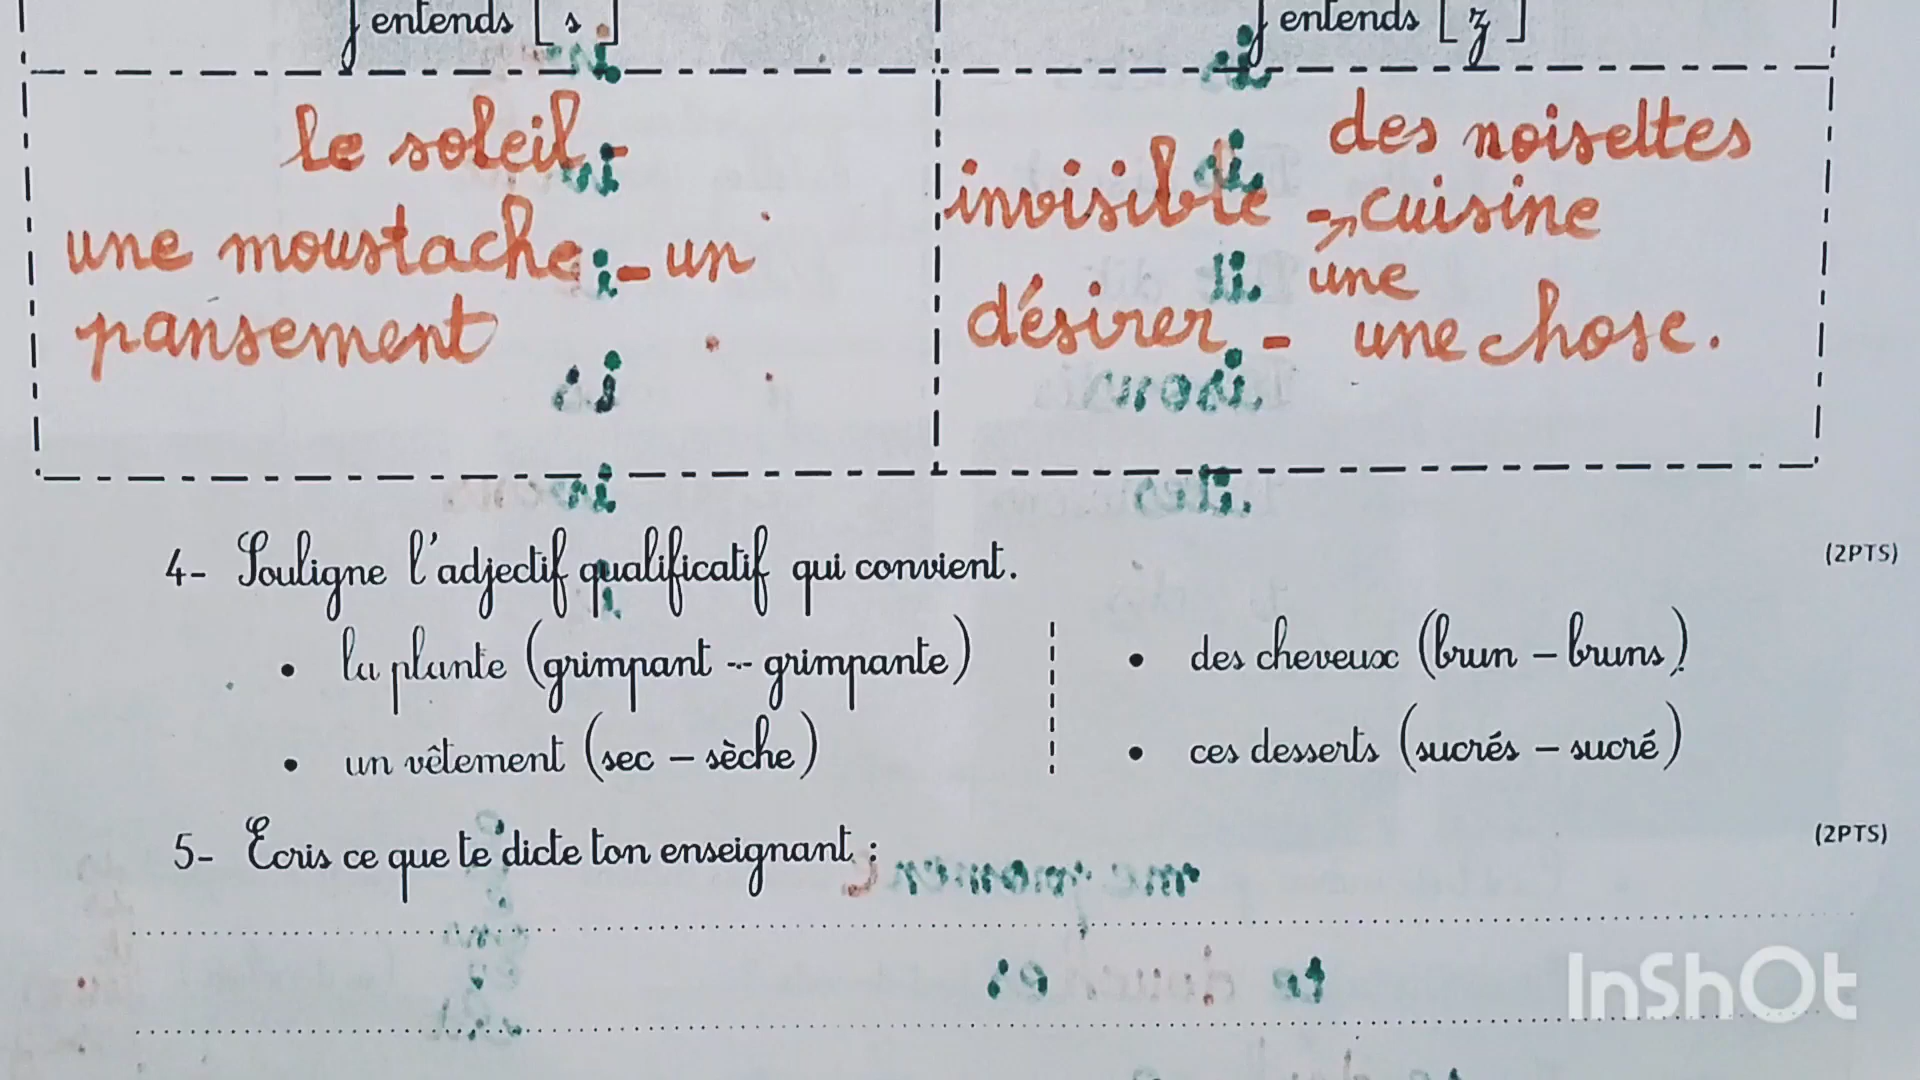 j'entends [s]
j'entends [z]
le soleil -
une moustache - un
pansement
des noisettes
invisible - cuisine
une
désirer - une chose.
4- Souligne l'adjectif qualificatif qui convient. (2PTS)
• la plante (grimpant -- grimpante)
• des cheveux (brun – bruns)
• un vêtement (sec – sèche)
• ces desserts (sucrés – sucré)
5- Ecris ce que te dicte ton enseignant : (2PTS)
InShOt